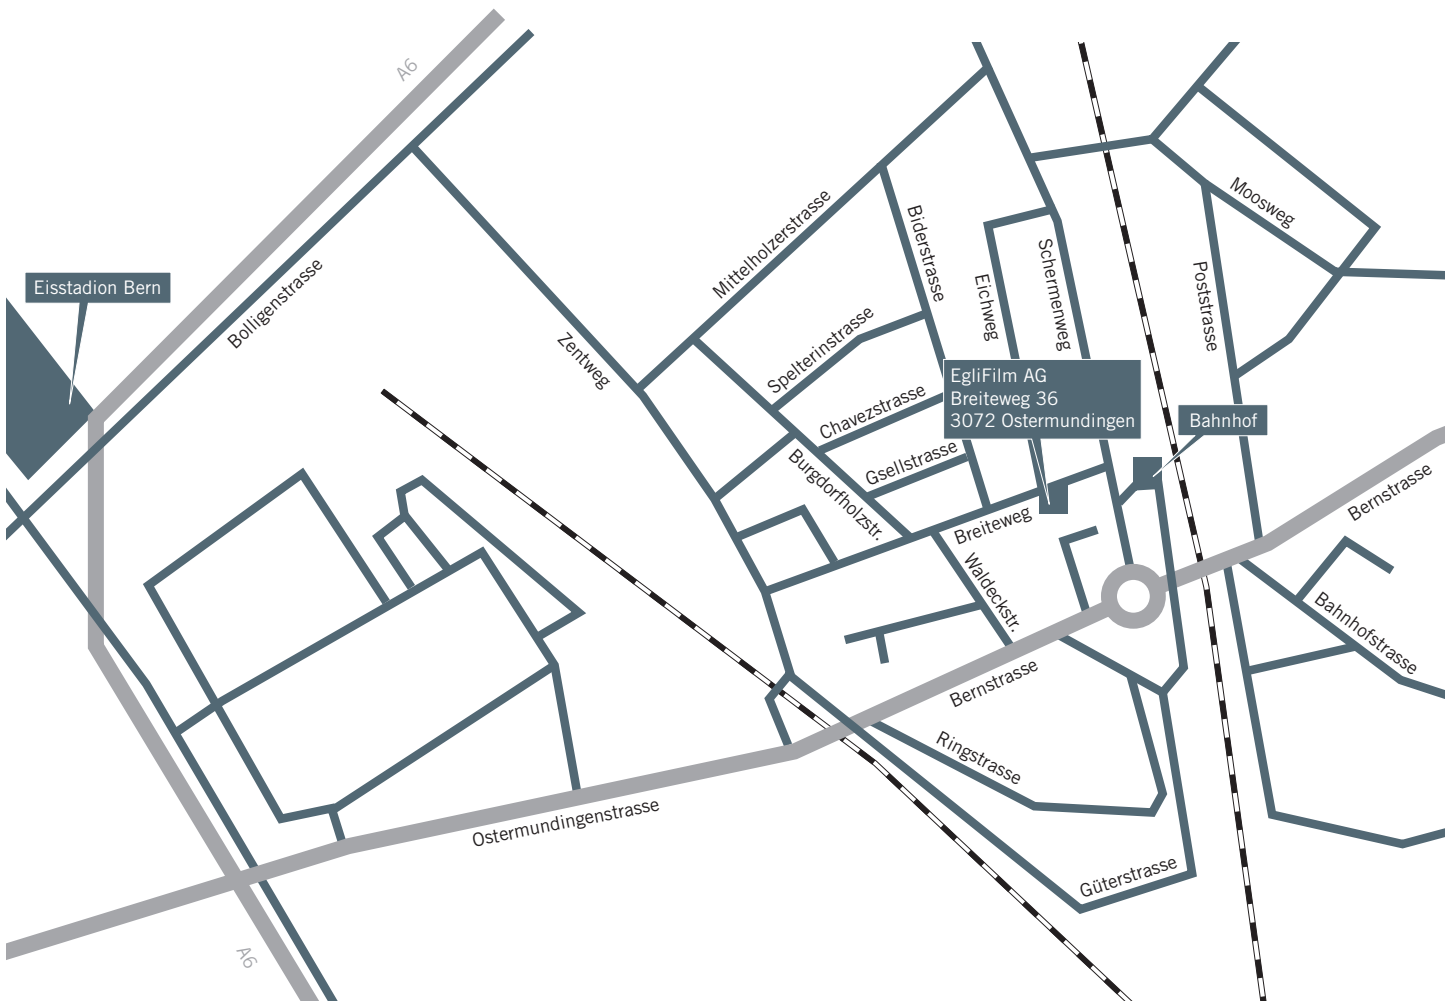 A6
Moosweg
Mittelholzerstrasse
Biderstrasse
Eisstadion Bern
Bolligenstrasse
Schermenweg
Eichweg
Poststrasse
Zentweg
Spelterinstrasse
EgliFilm AG
Breiteweg 36
3072 Ostermundingen
Chavezstrasse
Bahnhof
Gsellstrasse
Burgdorfholzstr.
Bernstrasse
Breiteweg
Waldeckstr.
Bahnhofstrasse
Bernstrasse
Ringstrasse
Ostermundingenstrasse
Güterstrasse
A6